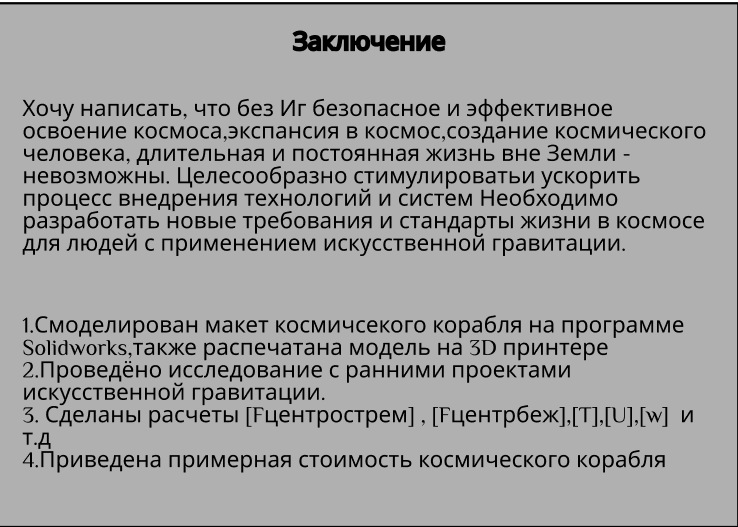 Заключение
Хочу написать, что без Иг безопасное и эффективное
освоение космоса,экспансия в космос,создание космического
человека, длительная и постоянная жизнь вне Земли -
невозможны. Целесообразно стимулироватьи ускорить
процесс внедрения технологий и систем Необходимо
разработать новые требования и стандарты жизни в космосе
для людей с применением искусственной гравитации.
1.Смоделирован макет космичсекого корабля на программе
Solidworks,также распечатана модель на 3D принтере
2.Проведёно исследование с ранними проектами
искусственной гравитации.
3. Сделаны расчеты [Fцентрострем] , [Fцентрбеж],[T],[U],[w] и
т.д
4.Приведена примерная стоимость космического корабля